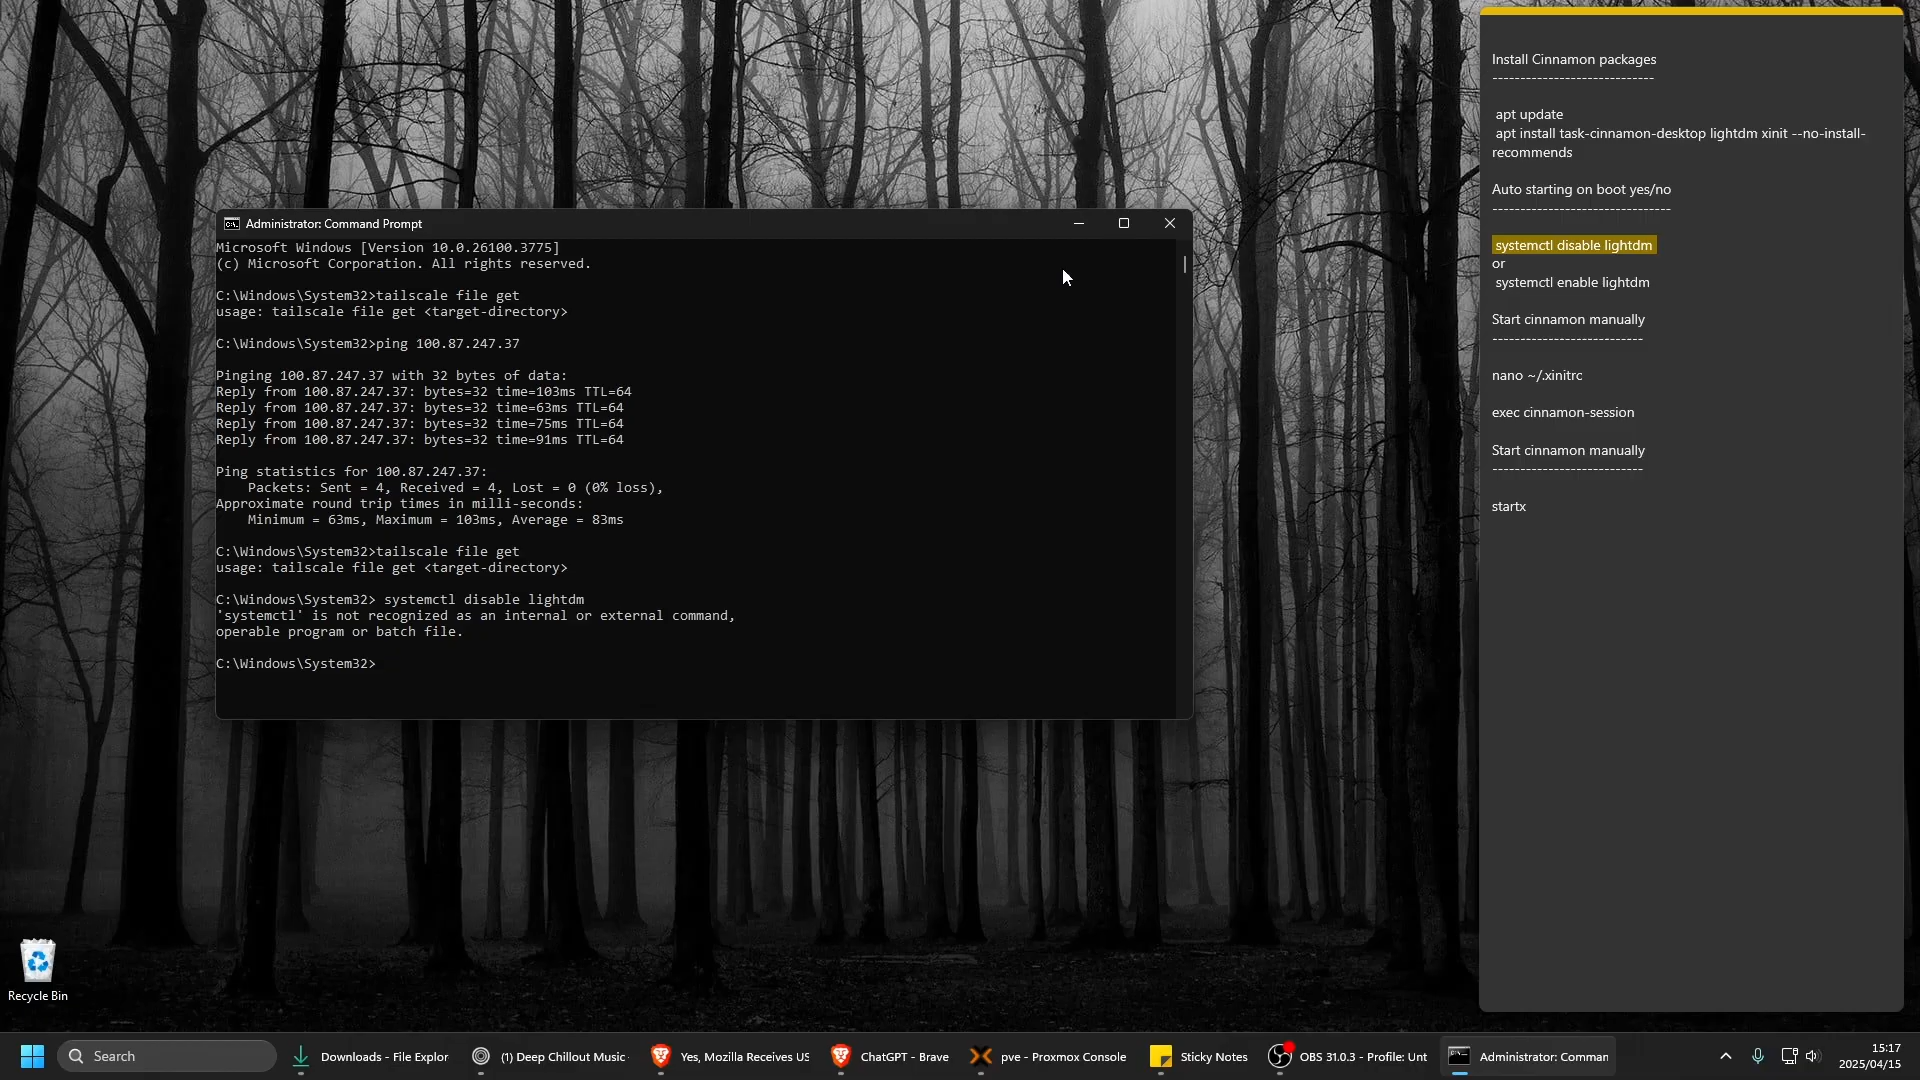 Administrator: Command Prompt
Microsoft Windows [Version 10.0.26100.3775]
(c) Microsoft Corporation. All rights reserved.
C:\Windows\System32>tailscale file get
usage: tailscale file get <target-directory>
C:\Windows\System32>ping 100.87.247.37
Pinging 100.87.247.37 with 32 bytes of data:
Reply from 100.87.247.37: bytes=32 time=103ms TTL=64
Reply from 100.87.247.37: bytes=32 time=63ms TTL=64
Reply from 100.87.247.37: bytes=32 time=75ms TTL=64
Reply from 100.87.247.37: bytes=32 time=91ms TTL=64
Ping statistics for 100.87.247.37:
    Packets: Sent = 4, Received = 4, Lost = 0 (0% loss),
Approximate round trip times in milli-seconds:
    Minimum = 63ms, Maximum = 103ms, Average = 83ms
C:\Windows\System32>tailscale file get
usage: tailscale file get <target-directory>
C:\Windows\System32> systemctl disable lightdm
'systemctl' is not recognized as an internal or external command,
operable program or batch file.
C:\Windows\System32>
Install Cinnamon packages
-----------------------------
apt update
apt install task-cinnamon-desktop lightdm xinit --no-install-
recommends
Auto starting on boot yes/no
--------------------------------
systemctl disable lightdm
or
systemctl enable lightdm
Start cinnamon manually
---------------------------
nano ~/.xinitrc
exec cinnamon-session
Start cinnamon manually
---------------------------
startx
Recycle Bin
Search
Downloads - File Explor
(1) Deep Chillout Music
Yes, Mozilla Receives US
ChatGPT - Brave
pve - Proxmox Console
Sticky Notes
OBS 31.0.3 - Profile: Unt
Administrator: Comman
15:17
2025/04/15